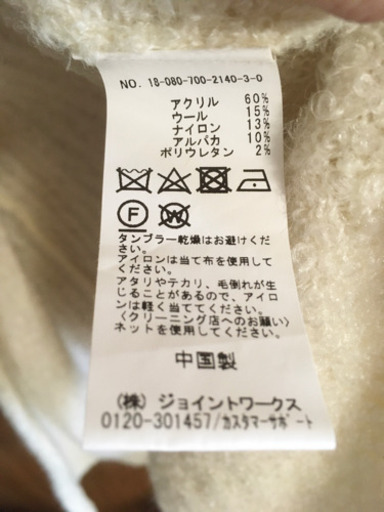 NO. 18-080-700-2140-3-0
アクリル 60%
ウール 15%
ナイロン 13%
アルパカ 10%
ポリウレタン 2%
F
W
タンブラー乾燥はお避けくだ
さい。
アイロンは当て布を使用して
ください。
アタリやテカリ、毛倒れが生
じることがあるので、アイロ
ンは軽く当ててください。
〈クリーニング店へのお願い〉
ネットを使用してください。
中国製
(株) ジョイントワークス
0120-301457/カスタマーサポート